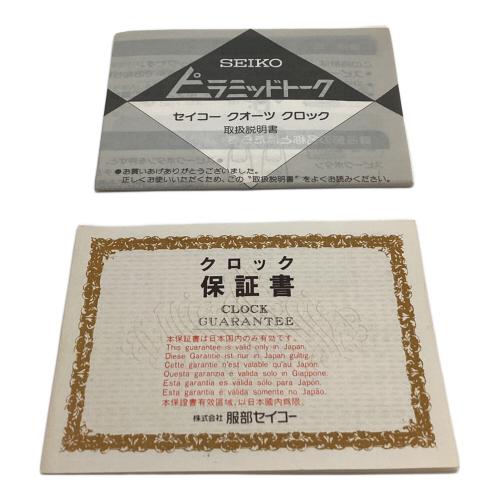 SEIKO
ピラミッドトーク
セイコー クオーツ クロック
取扱説明書
●お買いあげありがとうございました。
正しくお使いいただくため、この"取扱説明書"をよくお読みください。
クロック
保証書
CLOCK
GUARANTEE
本保証書は日本国内のみ有効です。
This guarantee is valid only in Japan.
Diese Garantie ist nur in Japan gültig.
Cette garantie n'est valable qu'au Japon.
Questa garanzia è valida solo in Giappone.
Esta garantía es válida sólo para Japón.
Esta garantia é válida somente no Japão.
本保證書有效區域，以日本國内爲限。
株式会社 服部セイコー